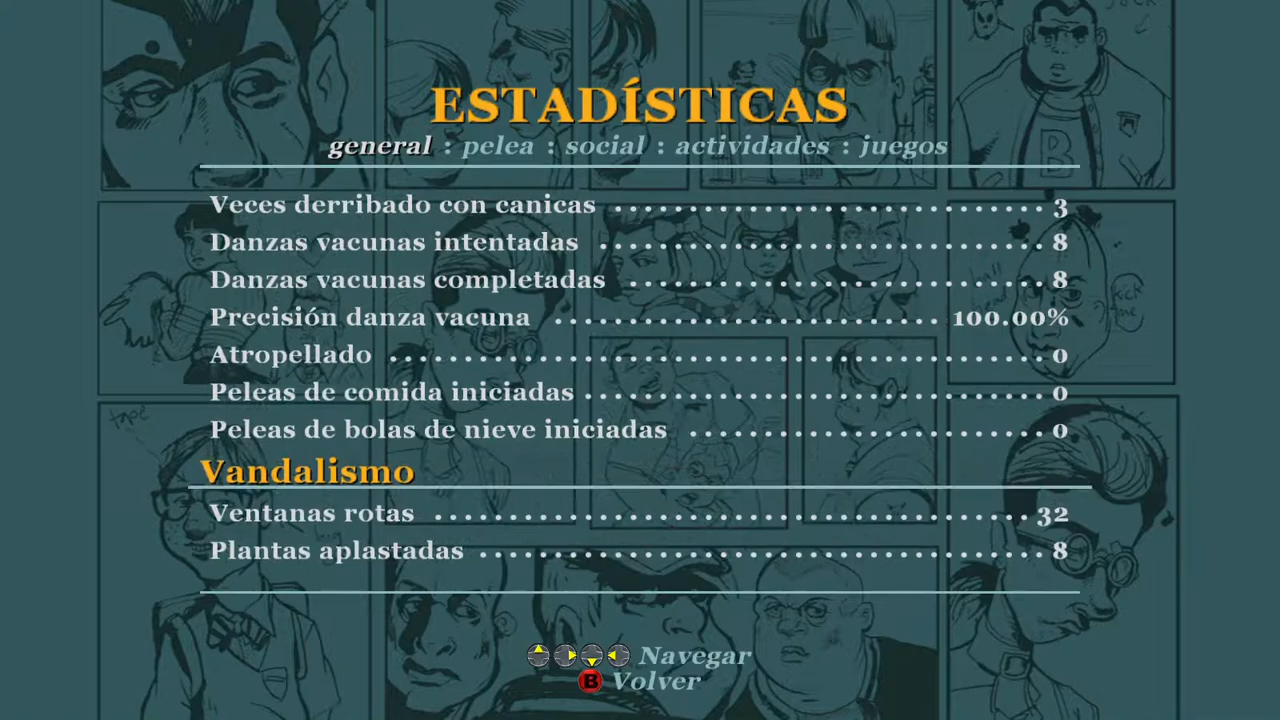 ESTADÍSTICAS
general : pelea : social : actividades : juegos
Veces derribado con canicas ........................ 3
Danzas vacunas intentadas ........................ 8
Danzas vacunas completadas ...................... 8
Precisión danza vacuna .................... 100.00%
Atropellado .................................. 0
Peleas de comida iniciadas ........................ 0
Peleas de bolas de nieve iniciadas .................. 0
Vandalismo
Ventanas rotas .............................. 32
Plantas aplastadas ............................. 8
Navegar
B Volver
tape
B